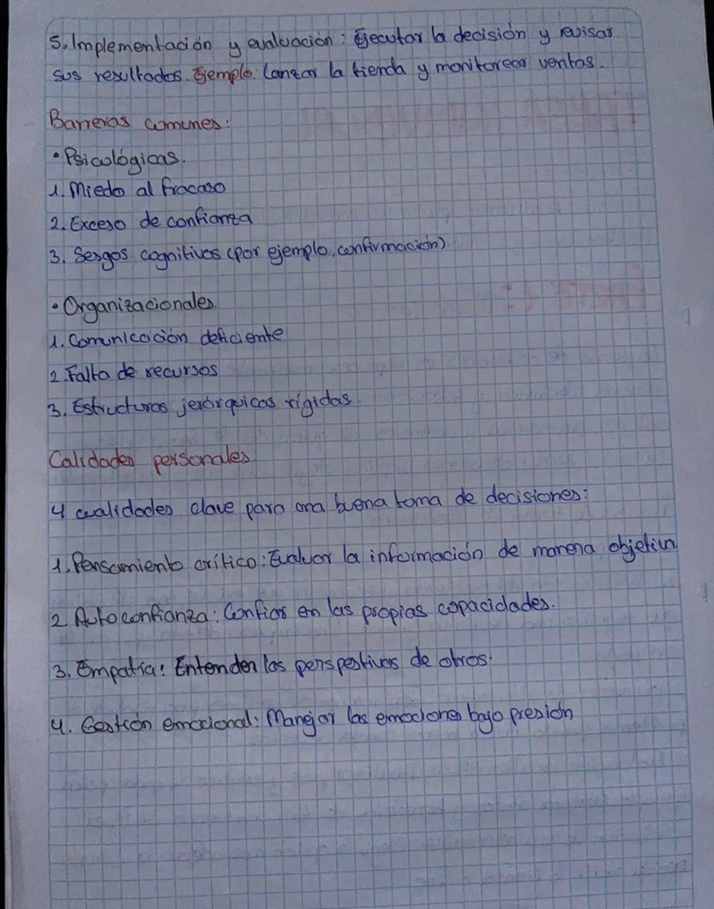 5. Implementación y evaluación: Ejecutar la decisión y revisar
sus resultados. Ejemplo: Lanzar la tienda y monitorear ventas.
Barreras comunes:
• Psicológicas.
1. Miedo al fracaso
2. Exceso de confianza
3. Sesgos cognitivos (por ejemplo, confirmación)
• Organizacionales.
1. Comunicación deficiente
2. Falta de recursos
3. Estructuras jerárquicas rígidas
Calidades personales
4 cualidades clave para una buena toma de decisiones:
1. Pensamiento crítico: Evaluar la información de manera objetiva
2. Autoconfianza: Confiar en las propias capacidades.
3. Empatía: Entender las perspestivas de otros.
4. Gestión emocional: Manejar las emociones bajo presión